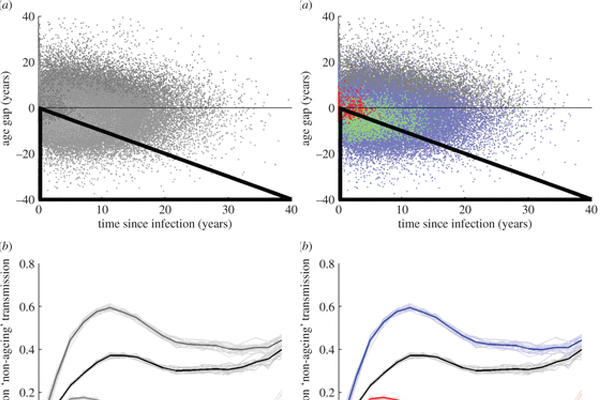 (a)
40
20
0
−20
−40
age gap (years)
0 10 20 30 40
time since infection (years)
(a)
40
20
0
−20
−40
age gap (years)
0 10 20 30 40
time since infection (years)
(b)
0.8
0.6
0.4
0.2
'non-ageing' transmission
(b)
0.8
0.6
0.4
0.2
'non-ageing' transmission